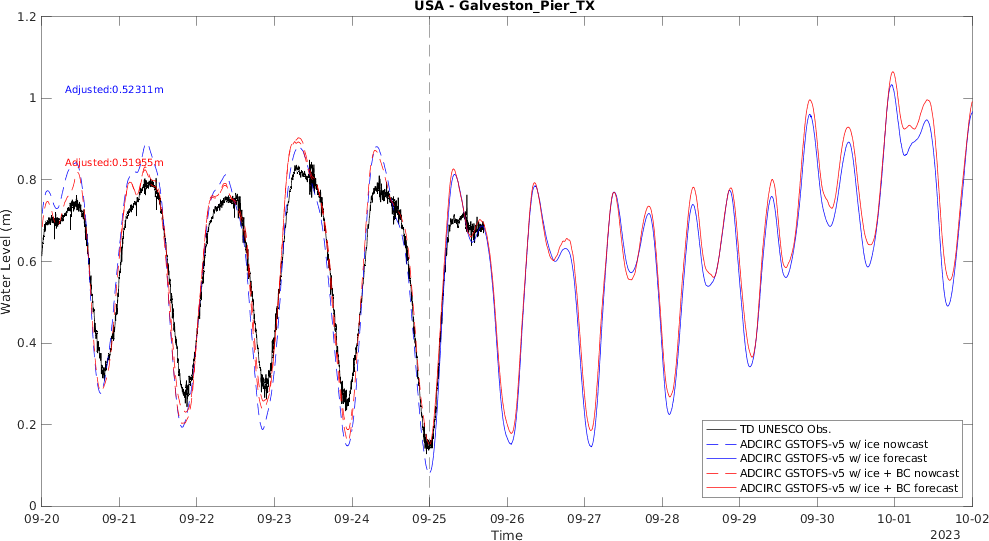 USA - Galveston_Pier_TX
1.2
1
0.8
0.6
0.4
0.2
0
Water Level (m)
Adjusted:0.52311m
Adjusted:0.51955m
TD UNESCO Obs.
ADCIRC GSTOFS-v5 w/ ice nowcast
ADCIRC GSTOFS-v5 w/ ice forecast
ADCIRC GSTOFS-v5 w/ ice + BC nowcast
ADCIRC GSTOFS-v5 w/ ice + BC forecast
09-20 09-21 09-22 09-23 09-24 09-25 09-26 09-27 09-28 09-29 09-30 10-01 10-02
Time
2023